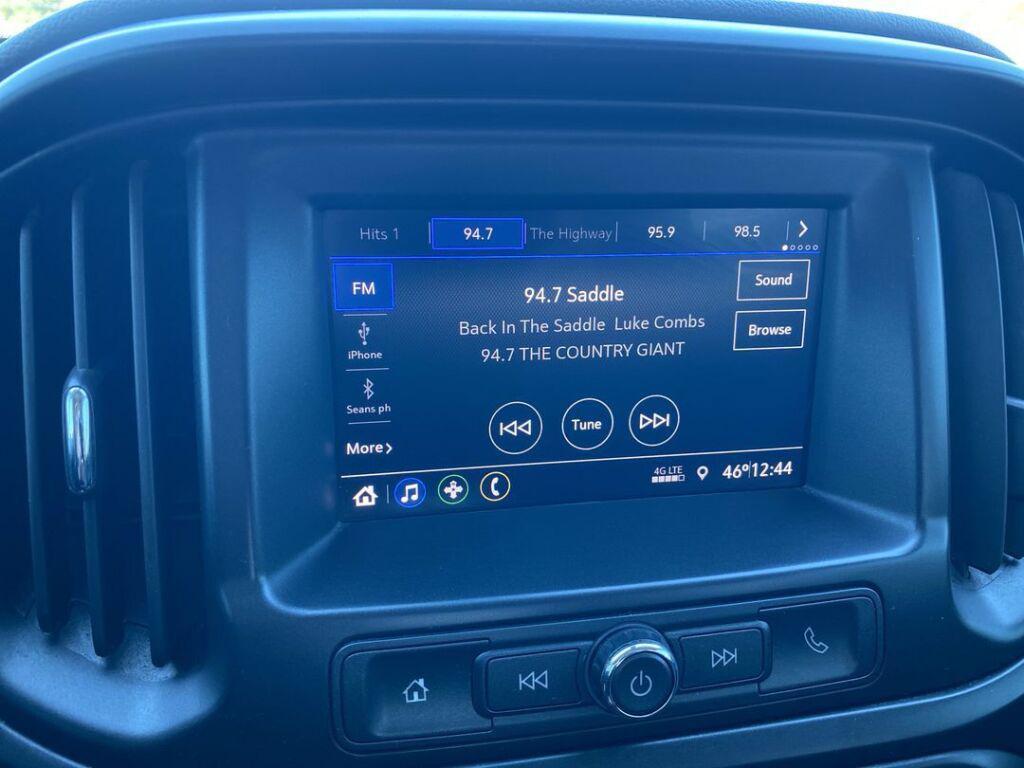 Hits 1 94.7 The Highway 95.9 98.5
FM
94.7 Saddle
Sound
Back In The Saddle Luke Combs
Browse
iPhone
94.7 THE COUNTRY GIANT
Seans ph
Tune
More
4G LTE
46° 12:44